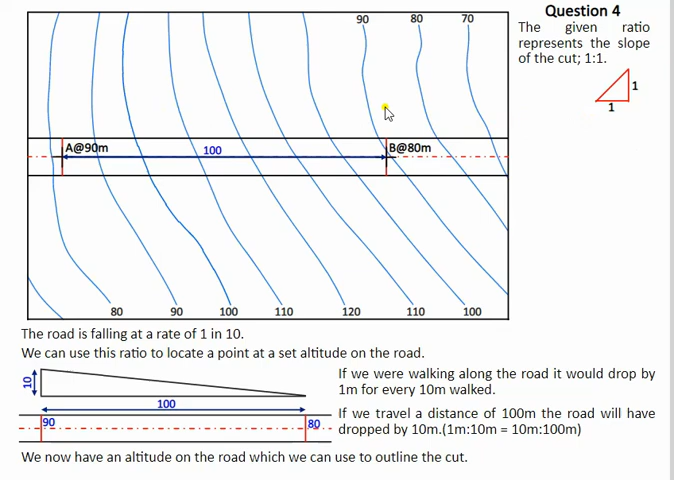 Question 4
The given ratio
represents the slope
of the cut; 1:1.
1
1
90 80 70
A@90m 100 B@80m
80 90 100 110 120 110 100
The road is falling at a rate of 1 in 10.
We can use this ratio to locate a point at a set altitude on the road.
10
100
90 80
If we were walking along the road it would drop by
1m for every 10m walked.
If we travel a distance of 100m the road will have
dropped by 10m.(1m:10m = 10m:100m)
We now have an altitude on the road which we can use to outline the cut.